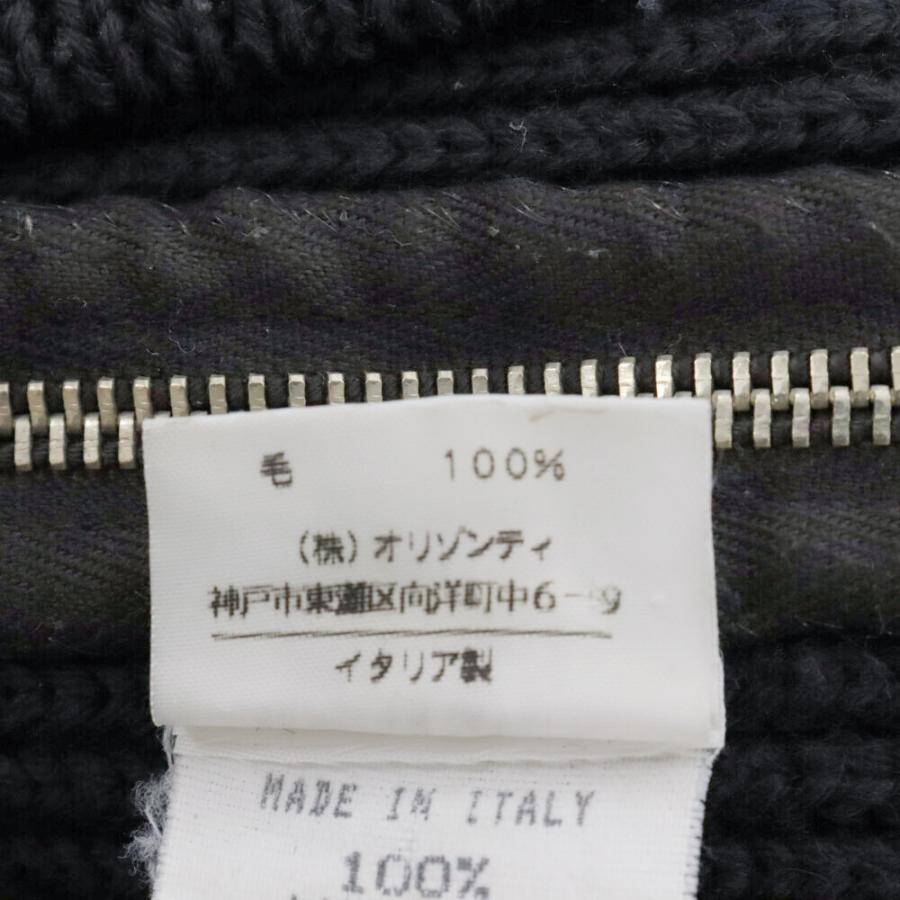 毛 100%
(株)オリゾンティ
神戸市東灘区向洋町中6-9
イタリア製
MADE IN ITALY
100%